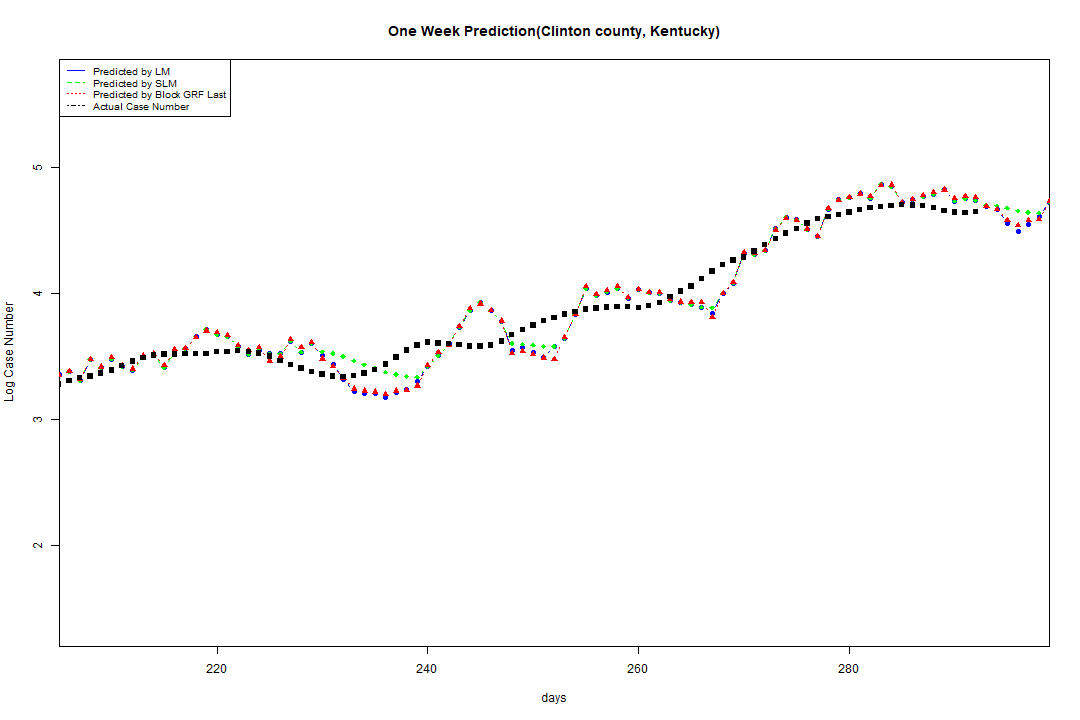 One Week Prediction(Clinton county, Kentucky)
Predicted by LM
Predicted by SLM
Predicted by Block GRF Last
Actual Case Number
5
4
3
2
Log Case Number
220 240 260 280
days